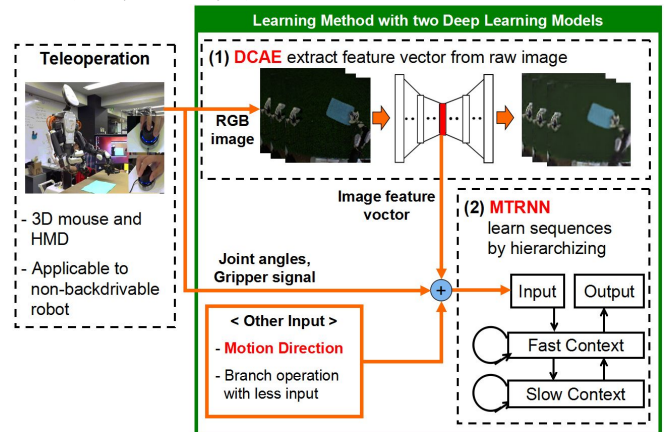 Learning Method with two Deep Learning Models
Teleoperation
- 3D mouse and
HMD
- Applicable to
non-backdrivable
robot
(1) DCAE extract feature vector from raw image
RGB
image
Image feature
voctor
Joint angles,
Gripper signal
+
< Other Input >
- Motion Direction
- Branch operation
with less input
(2) MTRNN
learn sequences
by hierarchizing
Input
Output
Fast Context
Slow Context